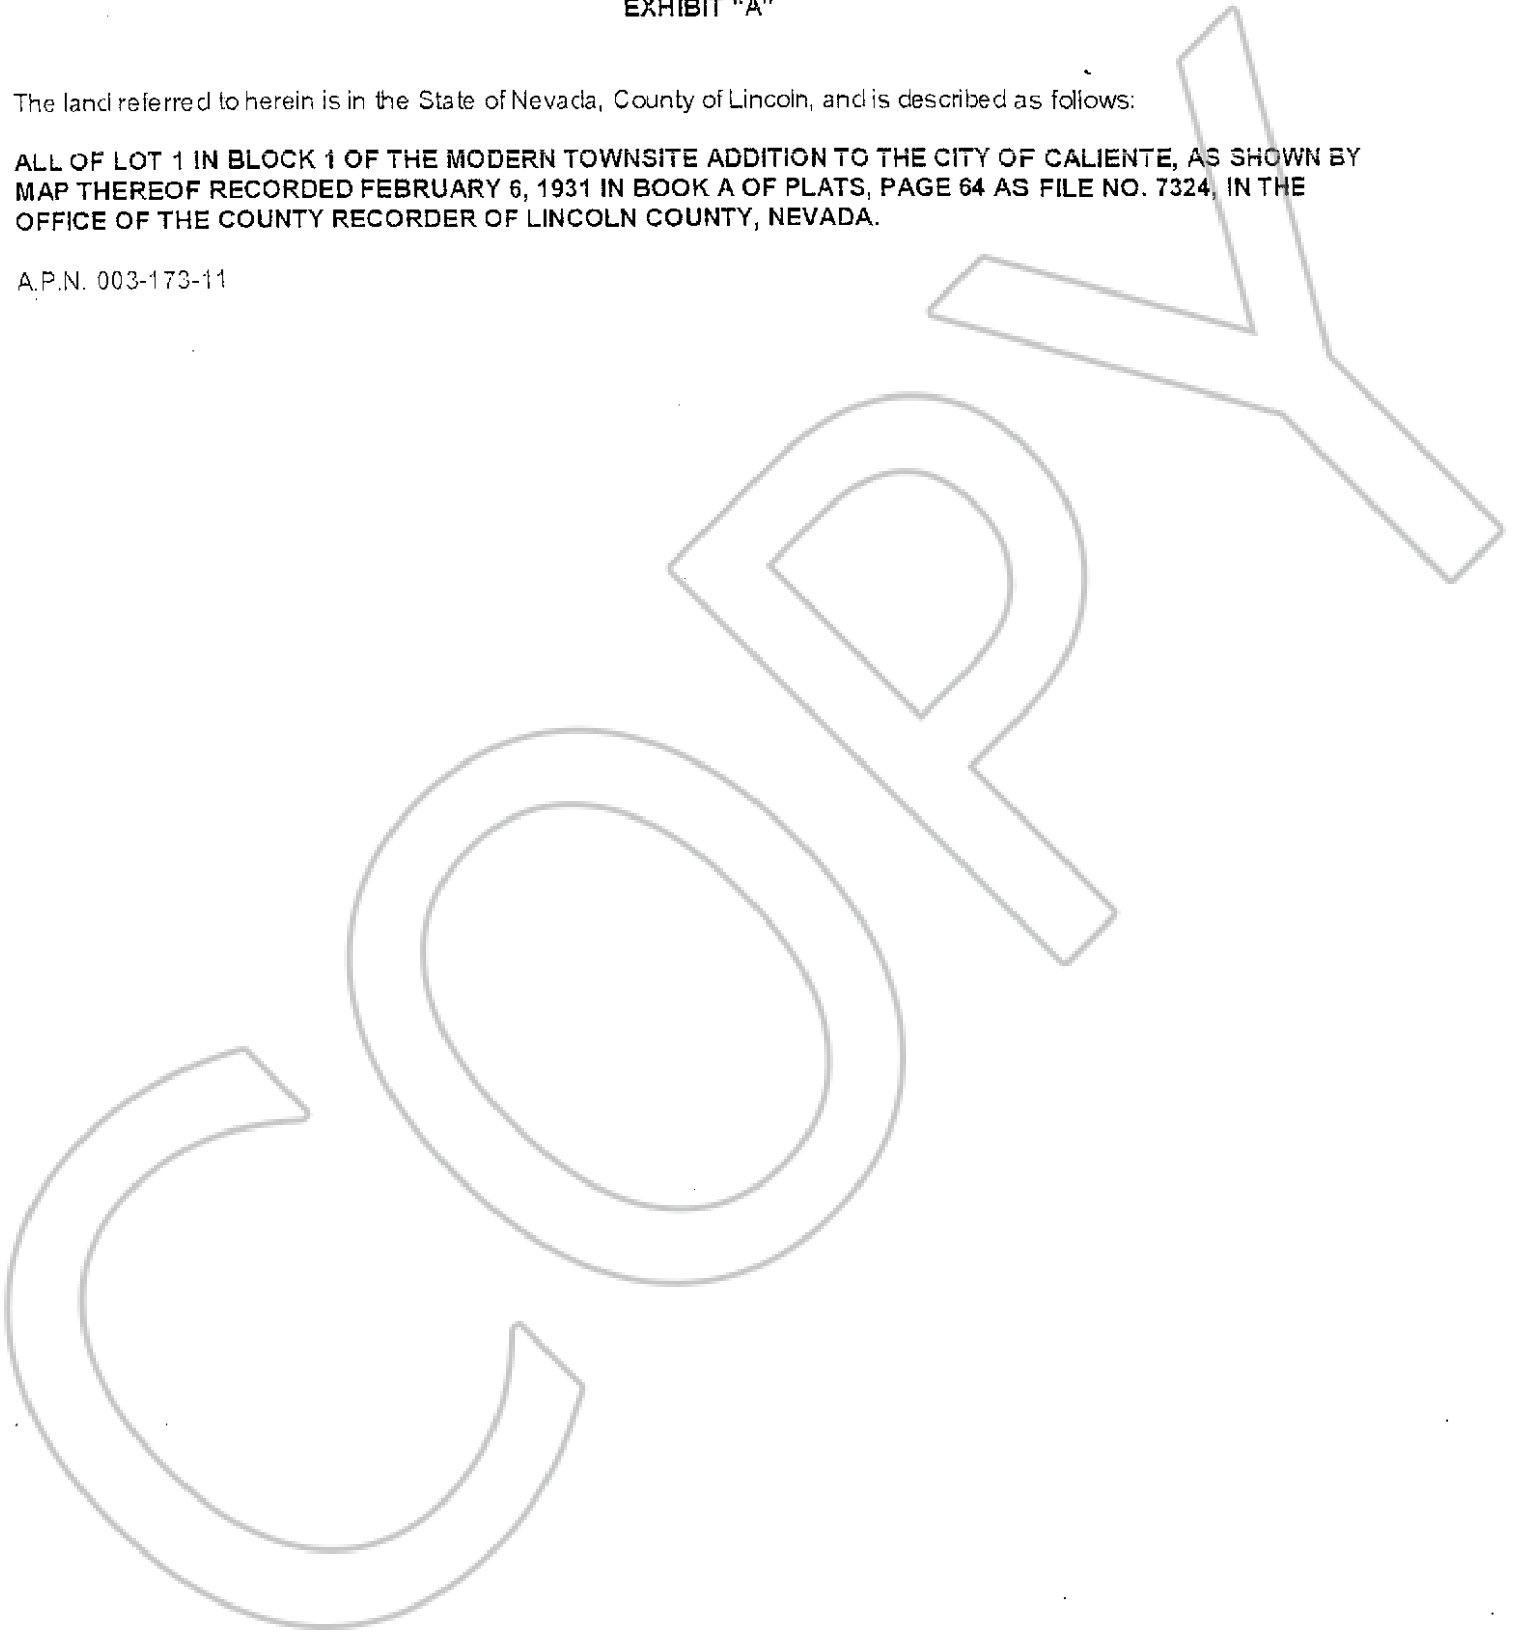 EXHIBIT "A"
The land referred to herein is in the State of Nevada, County of Lincoln, and is described as follows:
ALL OF LOT 1 IN BLOCK 1 OF THE MODERN TOWNSITE ADDITION TO THE CITY OF CALIENTE, AS SHOWN BY
MAP THEREOF RECORDED FEBRUARY 6, 1931 IN BOOK A OF PLATS, PAGE 64 AS FILE NO. 7324, IN THE
OFFICE OF THE COUNTY RECORDER OF LINCOLN COUNTY, NEVADA.
A.P.N. 003-173-11
COPY